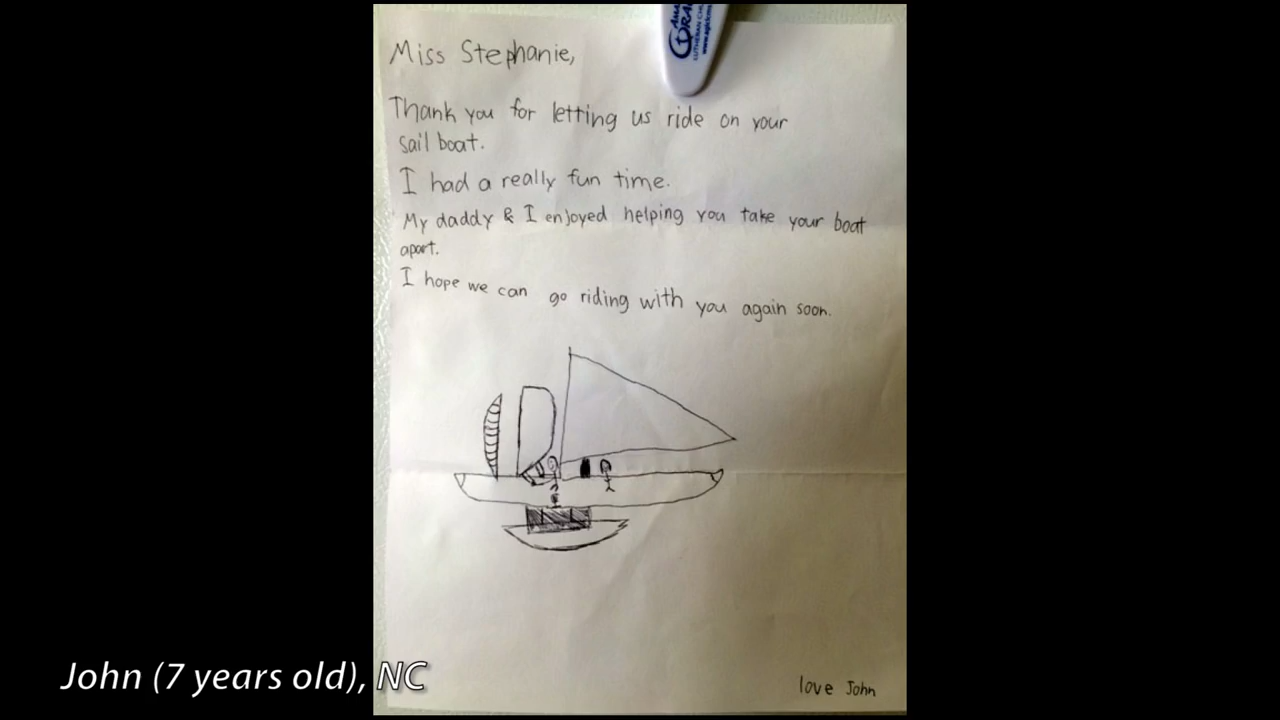 Miss Stephanie,
Thank you for letting us ride on your
sail boat.
I had a really fun time.
My daddy & I enjoyed helping you take your boat
apart.
I hope we can go riding with you again soon.
love John
John (7 years old), NC